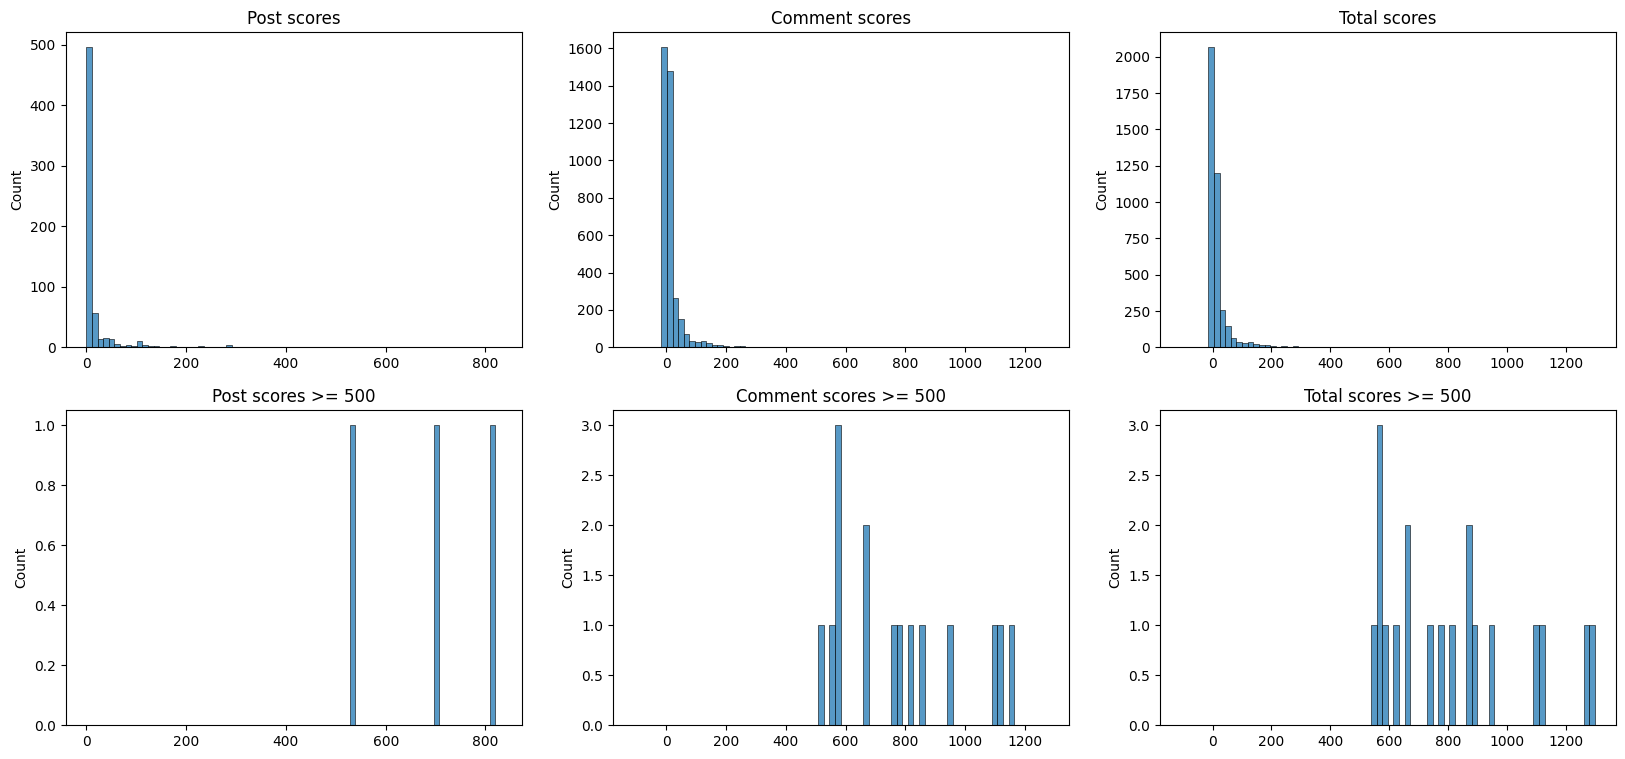 Post scores
Comment scores
Total scores
500
400
300
200
100
0
Count
0 200 400 600 800
1600
1400
1200
1000
800
600
400
200
0
Count
0 200 400 600 800 1000 1200
2000
1750
1500
1250
1000
750
500
250
0
Count
0 200 400 600 800 1000 1200
Post scores >= 500
Comment scores >= 500
Total scores >= 500
1.0
0.8
0.6
0.4
0.2
0.0
Count
0 200 400 600 800
3.0
2.5
2.0
1.5
1.0
0.5
0.0
Count
0 200 400 600 800 1000 1200
3.0
2.5
2.0
1.5
1.0
0.5
0.0
Count
0 200 400 600 800 1000 1200